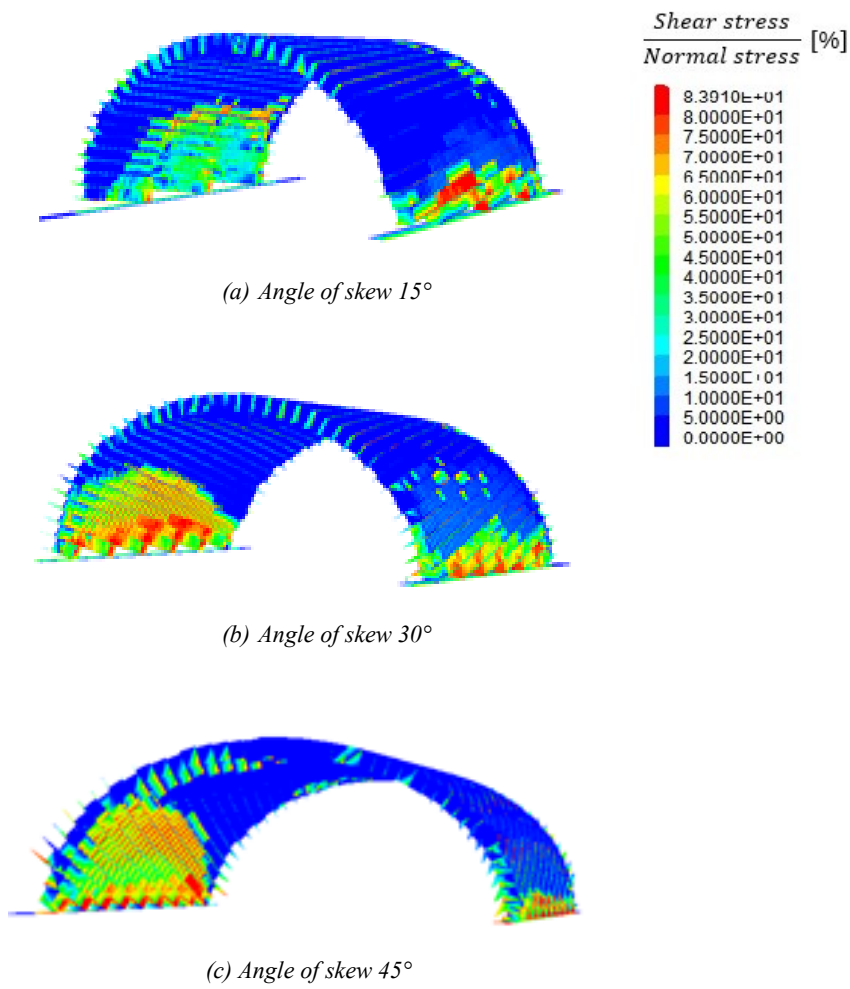 Shear stress
Normal stress [%]
8.3910E+01
8.0000E+01
7.5000E+01
7.0000E+01
6.5000E+01
6.0000E+01
5.5000E+01
5.0000E+01
4.5000E+01
4.0000E+01
3.5000E+01
3.0000E+01
2.5000E+01
2.0000E+01
1.5000E+01
1.0000E+01
5.0000E+00
0.0000E+00
(a) Angle of skew 15°
(b) Angle of skew 30°
(c) Angle of skew 45°